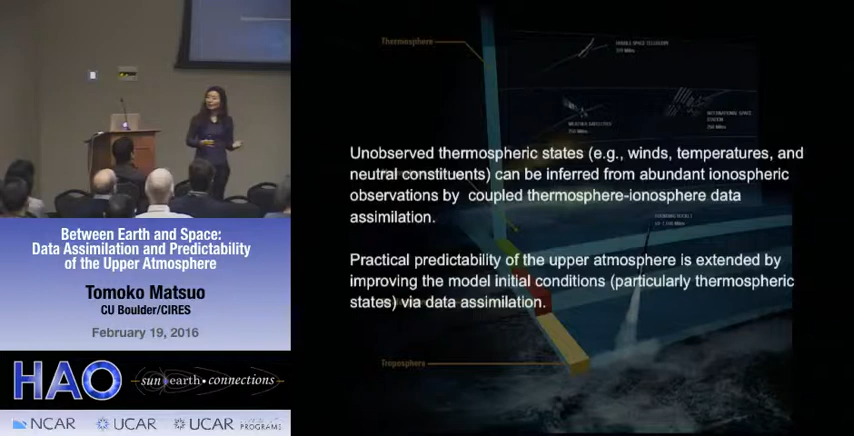 Between Earth and Space:
Data Assimilation and Predictability
of the Upper Atmosphere
Tomoko Matsuo
CU Boulder/CIRES
February 19, 2016
HAO
sun earth • connections
NCAR
UCAR
UCAR PROGRAMS
Thermosphere
INTERNATIONAL SPACE
STATION
Unobserved thermospheric states (e.g., winds, temperatures, and
neutral constituents) can be inferred from abundant ionospheric
observations by coupled thermosphere-ionosphere data
assimilation.
Practical predictability of the upper atmosphere is extended by
improving the model initial conditions (particularly thermospheric
states) via data assimilation.
Troposphere